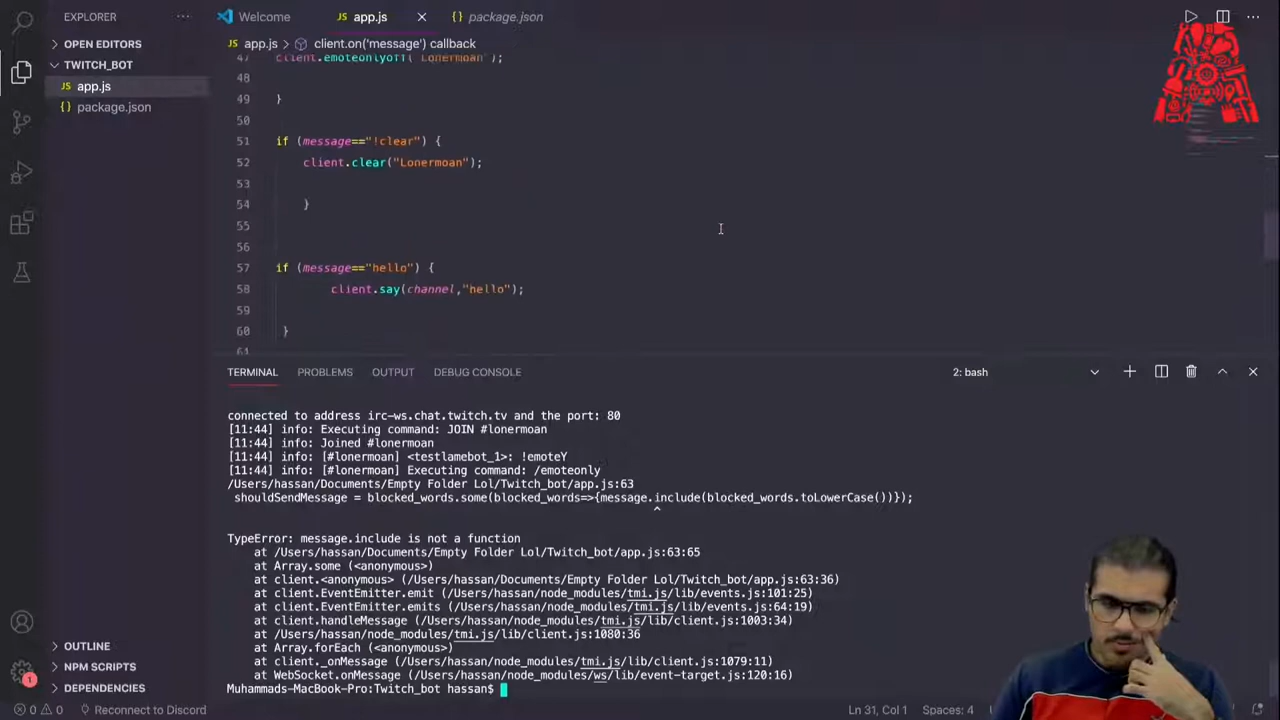 EXPLORER
Welcome
app.js
package.json
OPEN EDITORS
app.js
client.on('message') callback
TWITCH_BOT
app.js
package.json
47 client.emoteonlyoff("Lonermoan");
48
49 }
50
51 if (message=="!clear") {
52 client.clear("Lonermoan");
53
54 }
55
56
57 if (message=="hello") {
58 client.say(channel,"hello");
59
60 }
61
TERMINAL PROBLEMS OUTPUT DEBUG CONSOLE 2: bash
connected to address irc-ws.chat.twitch.tv and the port: 80
[11:44] info: Executing command: JOIN #lonermoan
[11:44] info: Joined #lonermoan
[11:44] info: [#lonermoan] <testlamebot_1>: !emoteY
[11:44] info: [#lonermoan] Executing command: /emoteonly
/Users/hassan/Documents/Empty Folder Lol/Twitch_bot/app.js:63
shouldSendMessage = blocked_words.some(blocked_words=>{message.include(blocked_words.toLowerCase())});
^
TypeError: message.include is not a function
at /Users/hassan/Documents/Empty Folder Lol/Twitch_bot/app.js:63:65
at Array.some (<anonymous>)
at client.<anonymous> (/Users/hassan/Documents/Empty Folder Lol/Twitch_bot/app.js:63:36)
at client.EventEmitter.emit (/Users/hassan/node_modules/tmi.js/lib/events.js:101:25)
at client.EventEmitter.emits (/Users/hassan/node_modules/tmi.js/lib/events.js:64:19)
at client.handleMessage (/Users/hassan/node_modules/tmi.js/lib/client.js:1003:34)
at /Users/hassan/node_modules/tmi.js/lib/client.js:1080:36
at Array.forEach (<anonymous>)
at client._onMessage (/Users/hassan/node_modules/tmi.js/lib/client.js:1079:11)
at WebSocket.onMessage (/Users/hassan/node_modules/ws/lib/event-target.js:120:16)
Muhammads-MacBook-Pro:Twitch_bot hassan$
OUTLINE
NPM SCRIPTS
DEPENDENCIES
1
0 0 Reconnect to Discord
Ln 31, Col 1 Spaces: 4